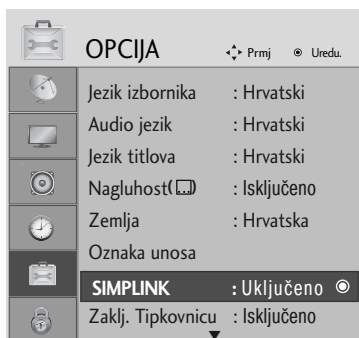 OPCIJA Prmj Uredu.
Jezik izbornika : Hrvatski
Audio jezik : Hrvatski
Jezik titlova : Hrvatski
Nagluhost( ) : Isključeno
Zemlja : Hrvatska
Oznaka unosa
SIMPLINK : Uključeno
Zaklj. Tipkovnicu : Isključeno